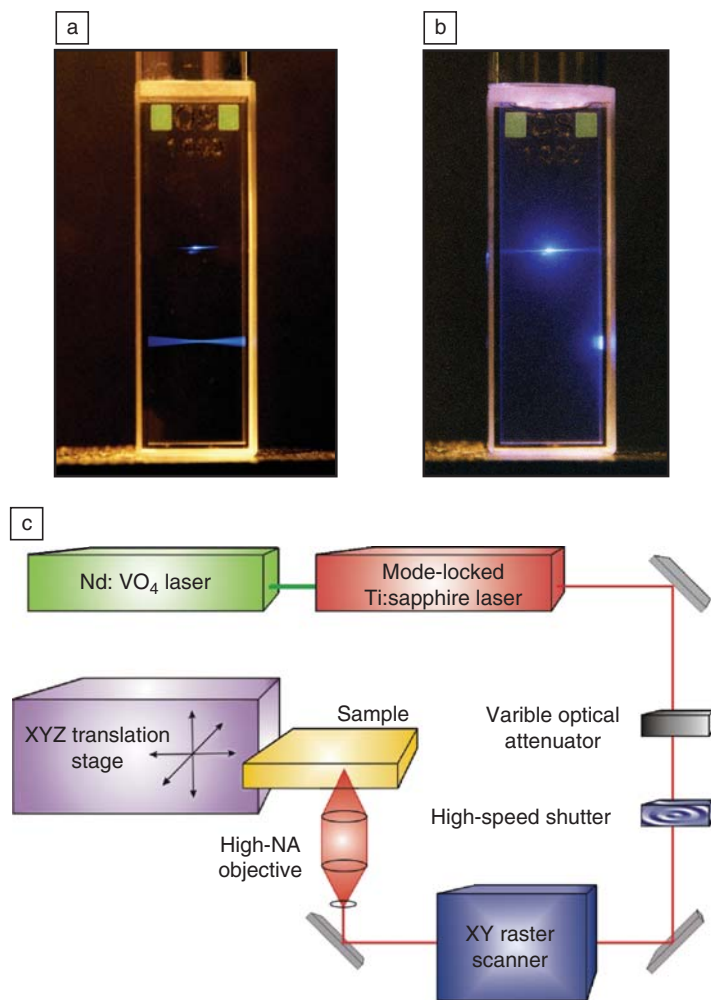 a
b
c
Nd: VO₄ laser
Mode-locked
Ti:sapphire laser
XYZ translation
stage
Sample
Varible optical
attenuator
High-speed shutter
High-NA
objective
XY raster
scanner